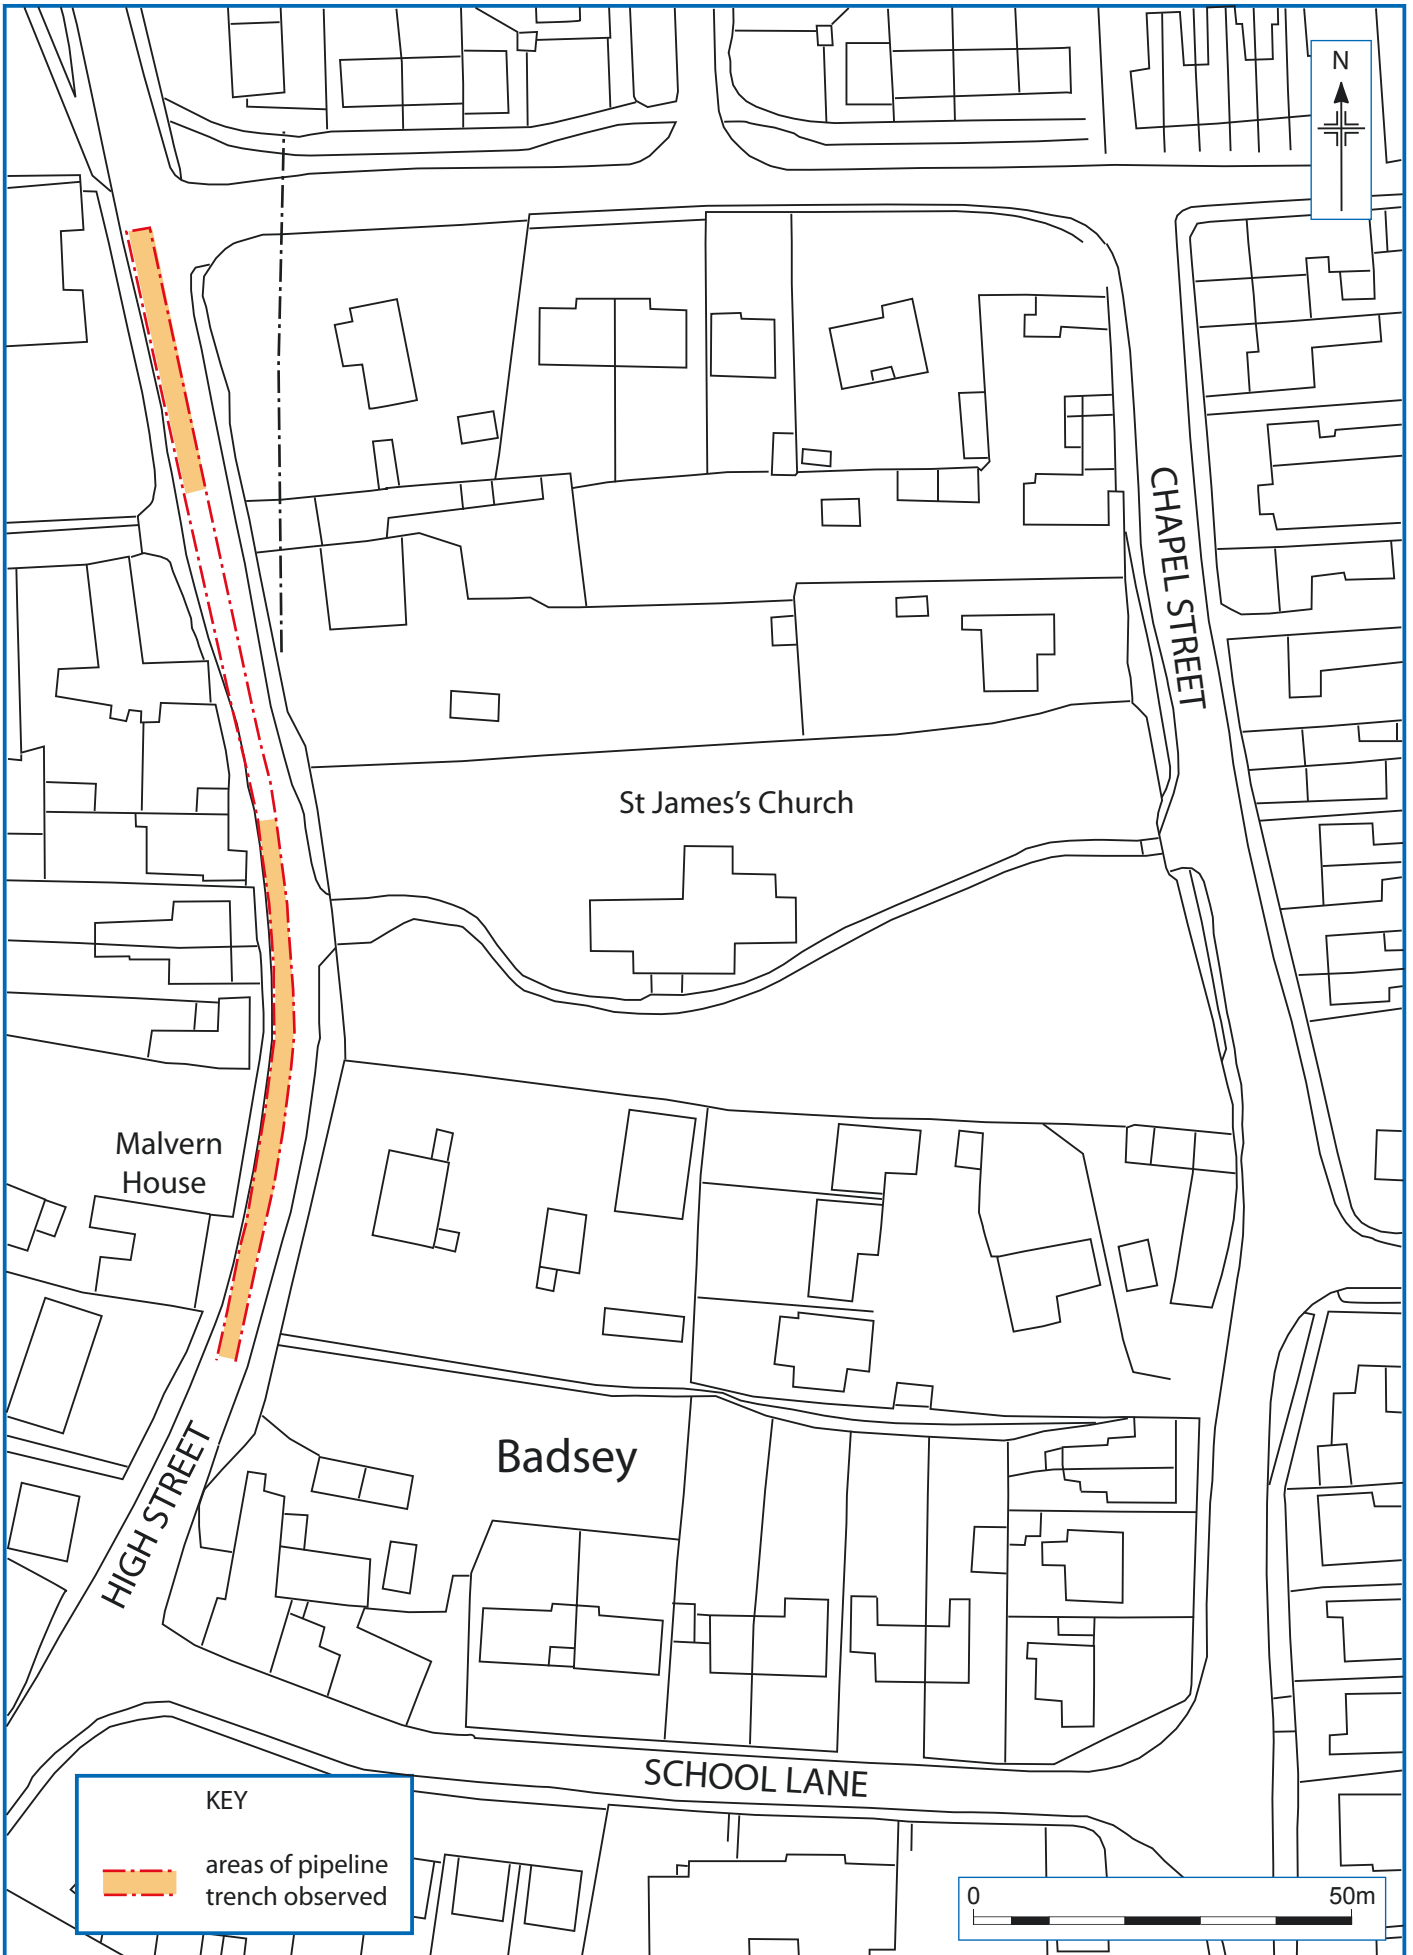 N
CHAPEL STREET
St James's Church
Malvern
House
Badsey
HIGH STREET
SCHOOL LANE
KEY
areas of pipeline
trench observed
0 50m